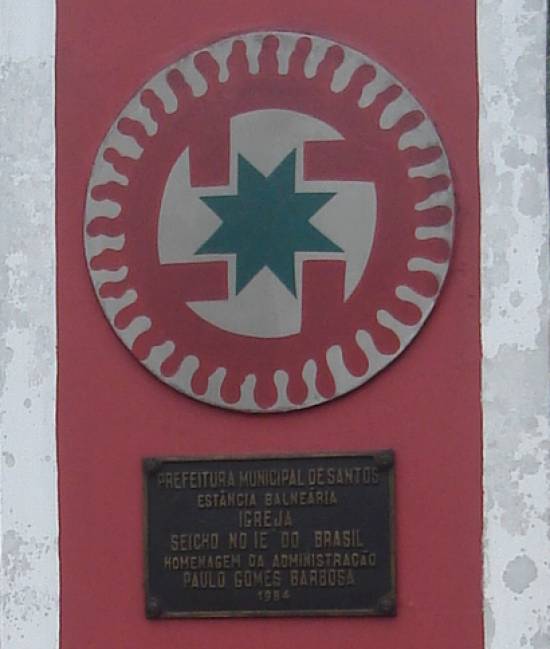 PREFEITURA MUNICIPAL DE SANTOS
ESTÂNCIA BALNEÁRIA
IGREJA
SEICHO NO IE DO BRASIL
HOMENAGEM DA ADMINISTRAÇÃO
PAULO GOMES BARBOSA
1984